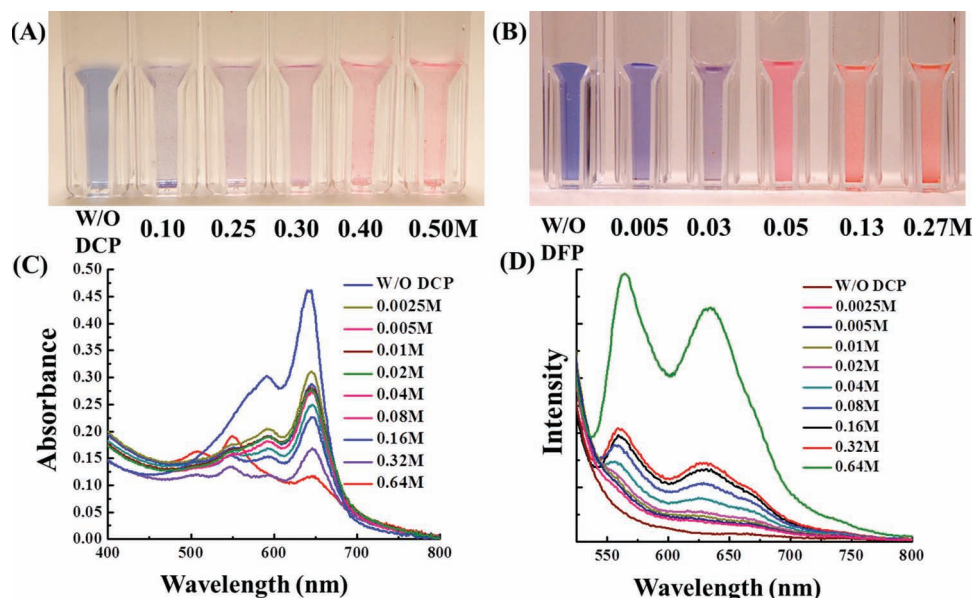 (A)
(B)
W/O DCP 0.10 0.25 0.30 0.40 0.50M
W/O DFP 0.005 0.03 0.05 0.13 0.27M
(C)
Absorbance
0.50
0.45
0.40
0.35
0.30
0.25
0.20
0.15
0.10
0.05
0.00
400 500 600 700 800
Wavelength (nm)
W/O DCP
0.0025M
0.005M
0.01M
0.02M
0.04M
0.08M
0.16M
0.32M
0.64M
(D)
Intensity
550 600 650 700 750 800
Wavelength (nm)
W/O DCP
0.0025M
0.005M
0.01M
0.02M
0.04M
0.08M
0.16M
0.32M
0.64M